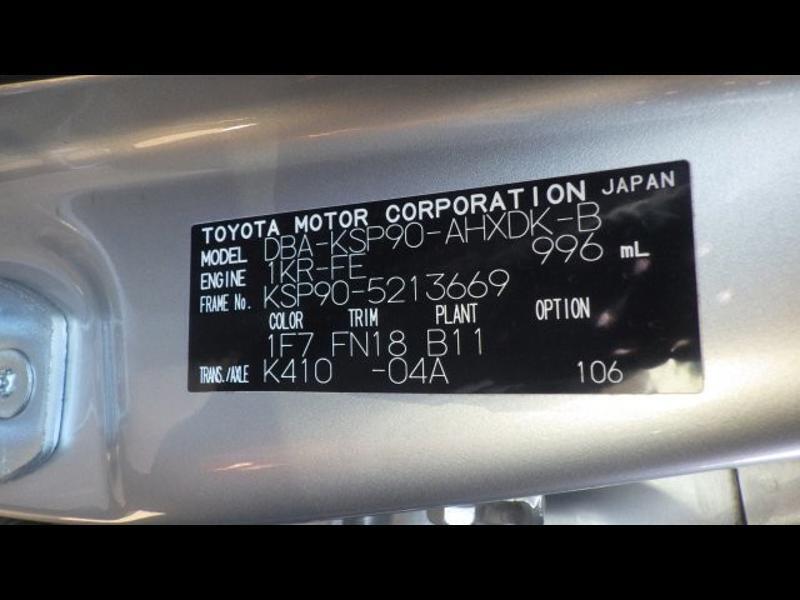 TOYOTA MOTOR CORPORATION JAPAN
MODEL DBA-KSP90-AHXDK-B
ENGINE 1KR-FE 996 mL
FRAME No. KSP90-5213669
COLOR TRIM PLANT OPTION
1F7 FN18 B11
TRANS./AXLE K410 -04A 106